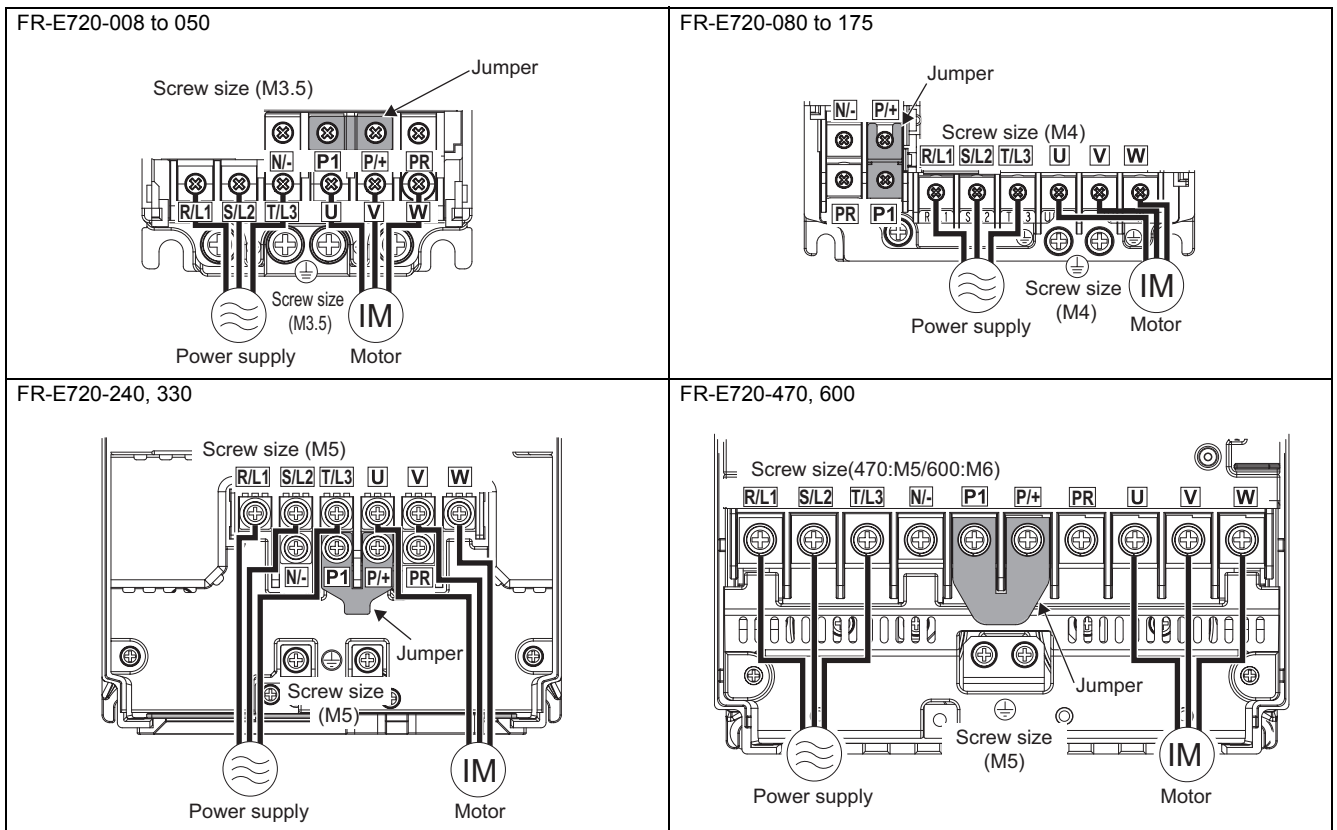 FR-E720-008 to 050
Jumper
Screw size (M3.5)
N/- P1 P/+ PR
R/L1 S/L2 T/L3 U V W
Screw size
(M3.5)
IM
Power supply Motor
FR-E720-080 to 175
Jumper
N/- P/+
Screw size (M4)
R/L1 S/L2 T/L3 U V W
PR P1
Screw size
(M4)
IM
Power supply Motor
FR-E720-240, 330
Screw size (M5)
R/L1 S/L2 T/L3 U V W
N/- P1 P/+ PR
Jumper
Screw size
(M5)
IM
Power supply Motor
FR-E720-470, 600
Screw size(470:M5/600:M6)
R/L1 S/L2 T/L3 N/- P1 P/+ PR U V W
Jumper
Screw size
(M5)
IM
Power supply Motor